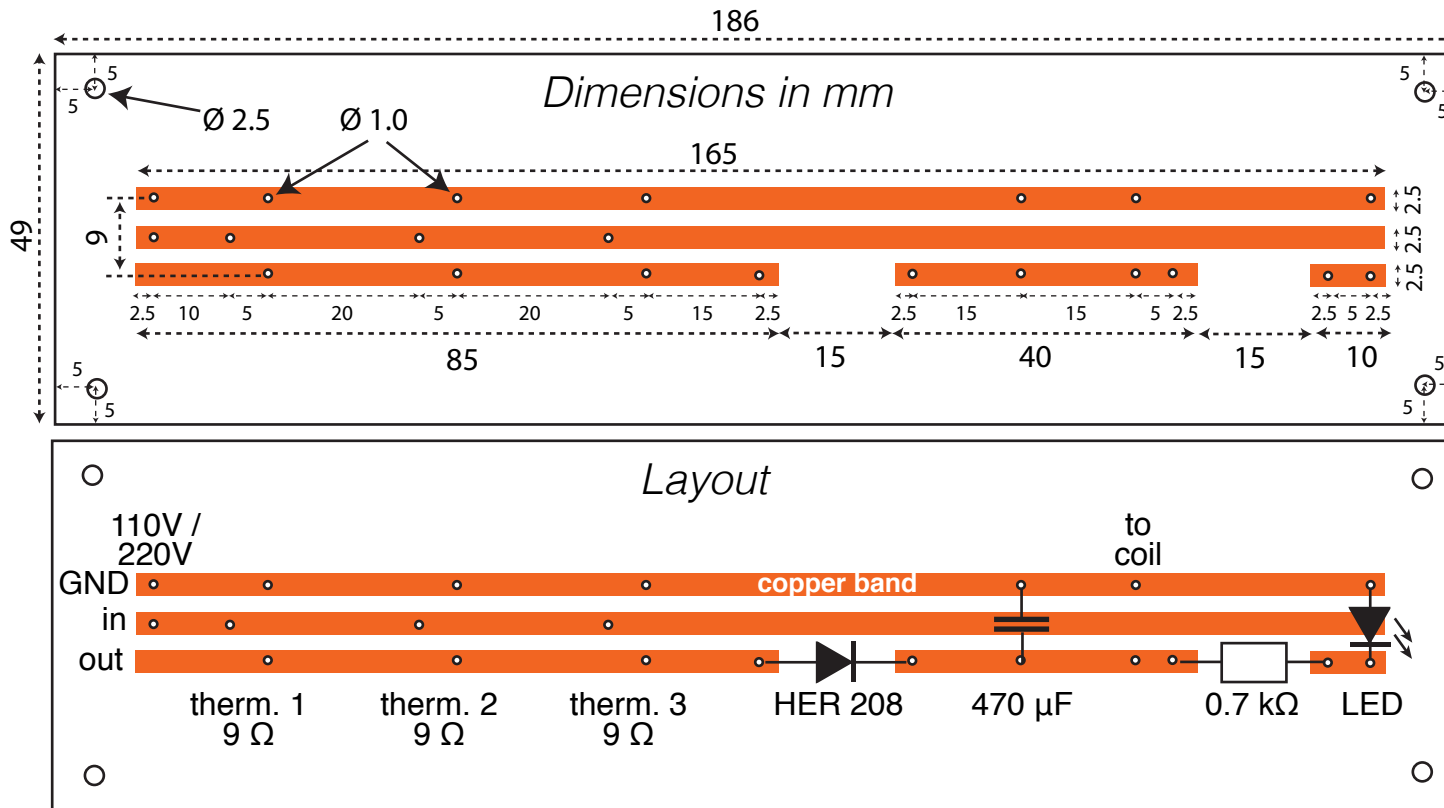 186
5
5
Dimensions in mm
5
5
Ø 2.5
Ø 1.0
165
49
9
2.5
2.5
2.5
2.5 10 5 20 5 20 5 15 2.5 2.5 15 15 5 2.5 2.5 5 2.5
85 15 40 15 10
5
5
5
5
Layout
110V /
220V
to
coil
GND
copper band
in
out
therm. 1
9 Ω
therm. 2
9 Ω
therm. 3
9 Ω
HER 208
470 µF
0.7 kΩ
LED